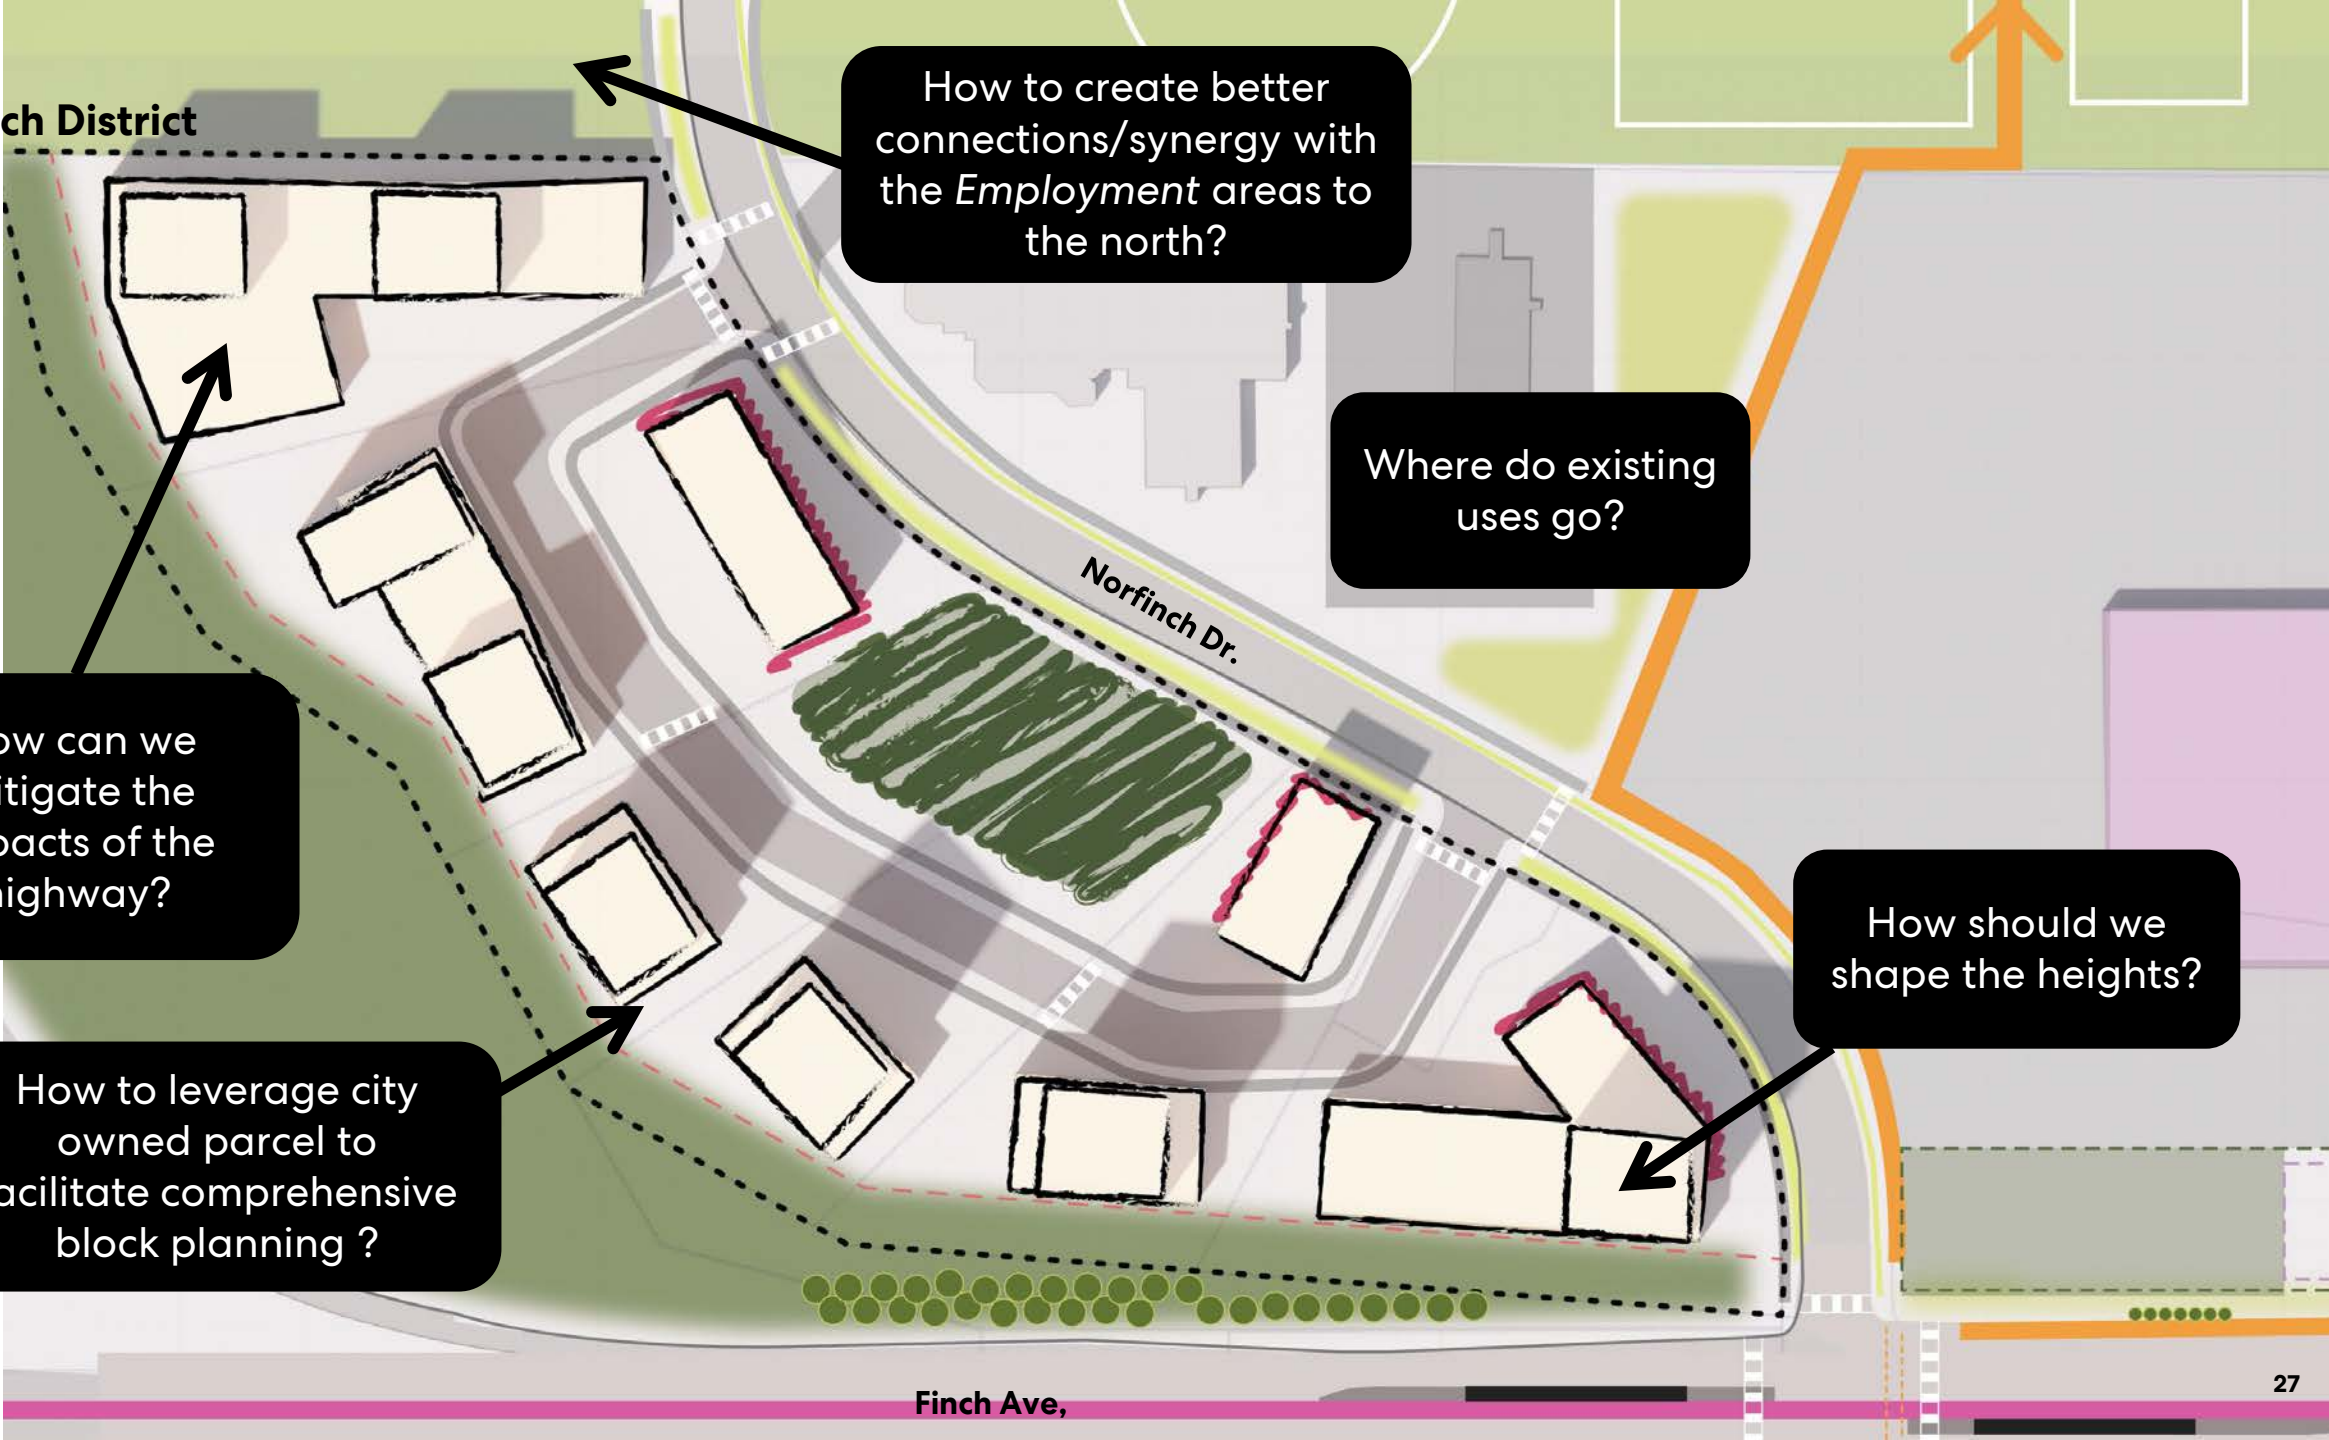 How to create better
connections/synergy with
the Employment areas to
the north?
ch District
Where do existing
uses go?
Norfinch Dr.
ow can we
itigate the
pacts of the
highway?
How should we
shape the heights?
How to leverage city
owned parcel to
acilitate comprehensive
block planning ?
Finch Ave,
27